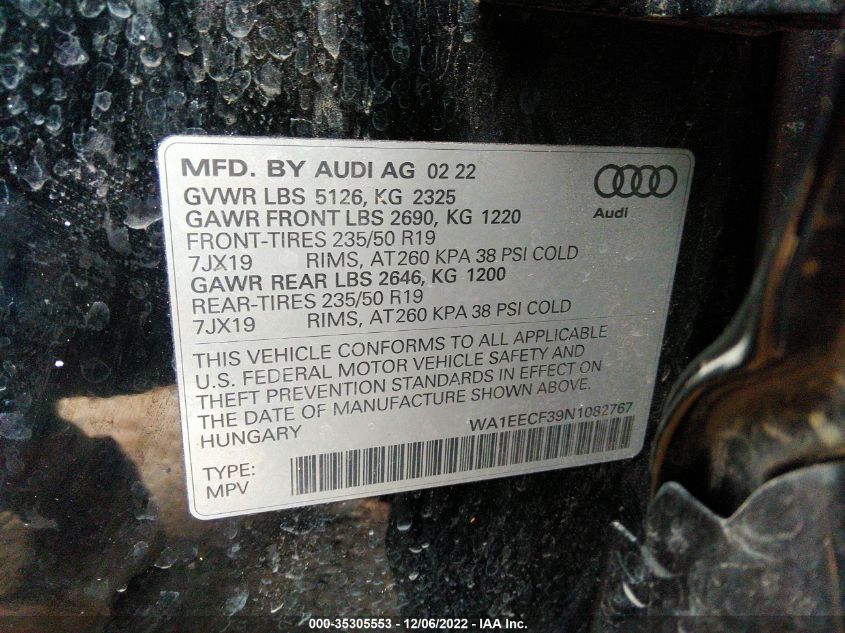 MFD. BY AUDI AG 02 22
GVWR LBS 5126, KG 2325
GAWR FRONT LBS 2690, KG 1220
FRONT-TIRES 235/50 R19
7JX19 RIMS, AT260 KPA 38 PSI COLD
GAWR REAR LBS 2646, KG 1200
REAR-TIRES 235/50 R19
7JX19 RIMS, AT260 KPA 38 PSI COLD
Audi
THIS VEHICLE CONFORMS TO ALL APPLICABLE
U.S. FEDERAL MOTOR VEHICLE SAFETY AND
THEFT PREVENTION STANDARDS IN EFFECT ON
THE DATE OF MANUFACTURE SHOWN ABOVE.
HUNGARY WA1EECF39N1082767
TYPE:
MPV
000-35305553 - 12/06/2022 - IAA Inc.